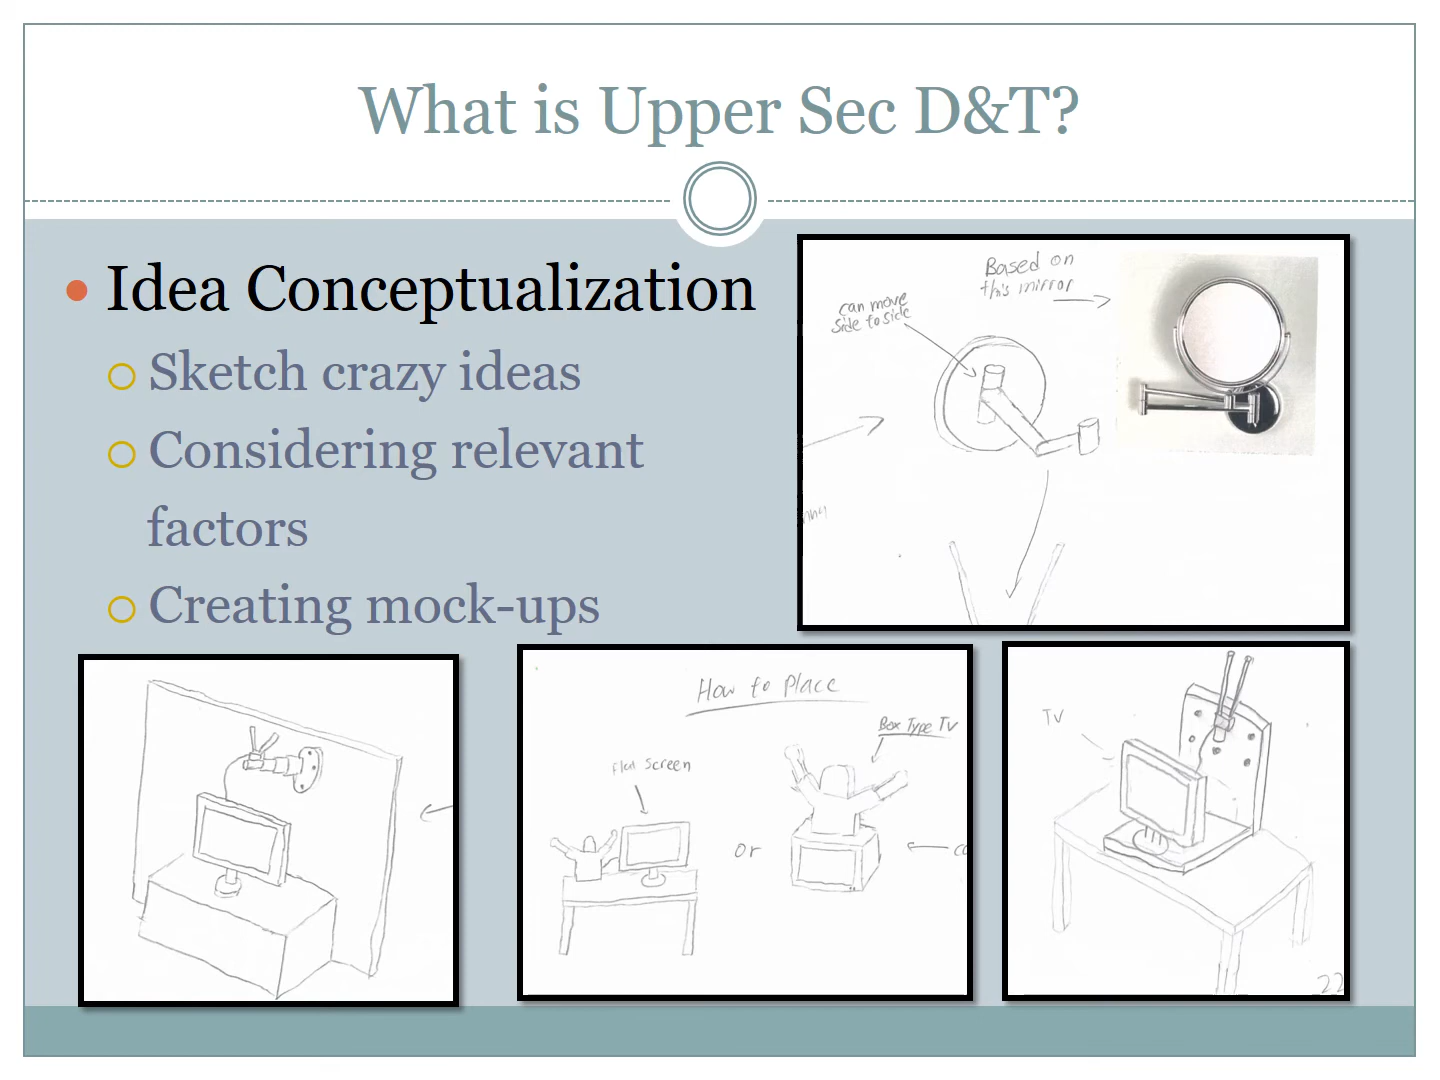 What is Upper Sec D&T?
Idea Conceptualization
Sketch crazy ideas
Considering relevant
factors
Creating mock-ups
Based on
this mirror
can move
side to side
How to Place
Box Type TV
flat screen
or
TV
22